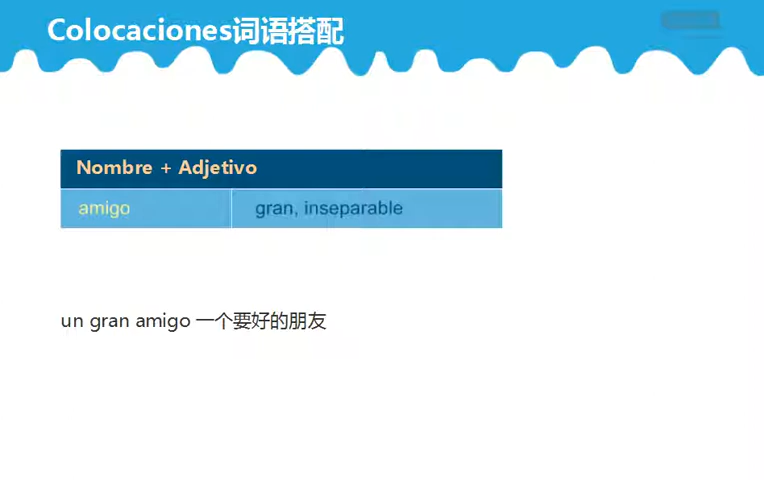 Colocaciones词语搭配
Nombre + Adjetivo
amigo gran, inseparable
un gran amigo 一个要好的朋友